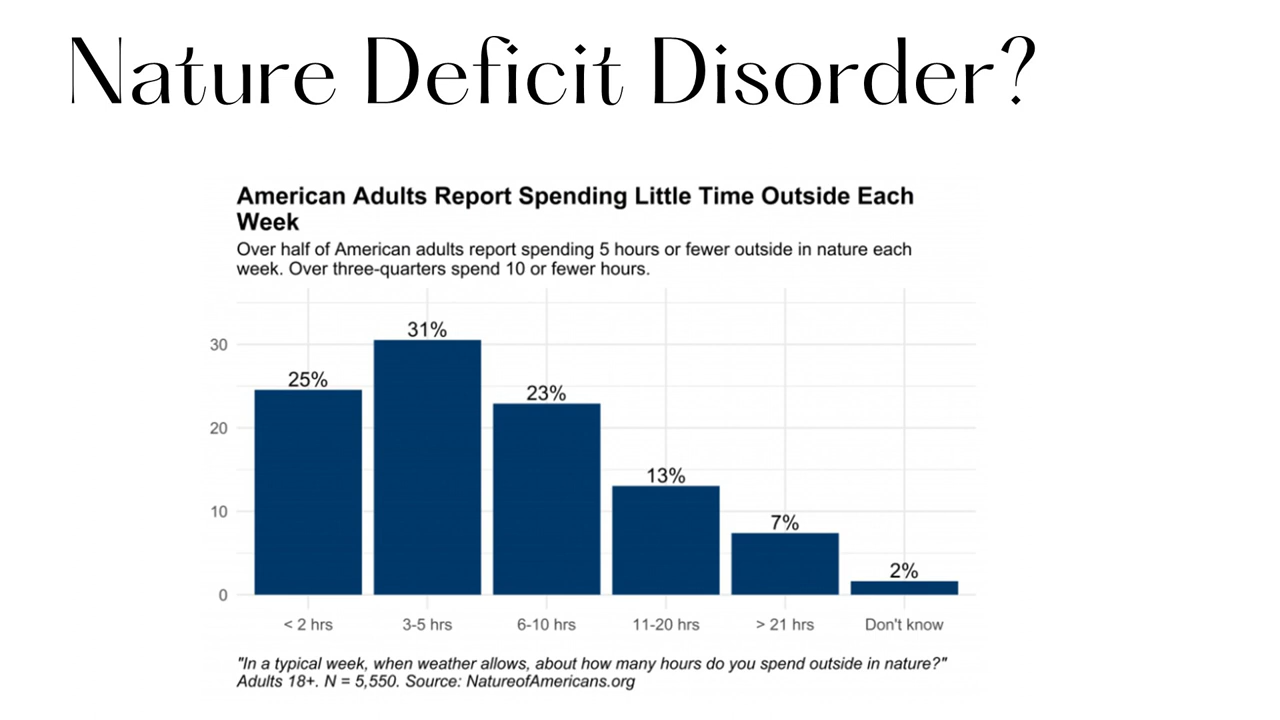 Nature Deficit Disorder?
American Adults Report Spending Little Time Outside Each
Week
Over half of American adults report spending 5 hours or fewer outside in nature each
week. Over three-quarters spend 10 or fewer hours.
30
20
10
0
25%
31%
23%
13%
7%
2%
< 2 hrs
3-5 hrs
6-10 hrs
11-20 hrs
> 21 hrs
Don't know
"In a typical week, when weather allows, about how many hours do you spend outside in nature?"
Adults 18+. N = 5,550. Source: NatureofAmericans.org